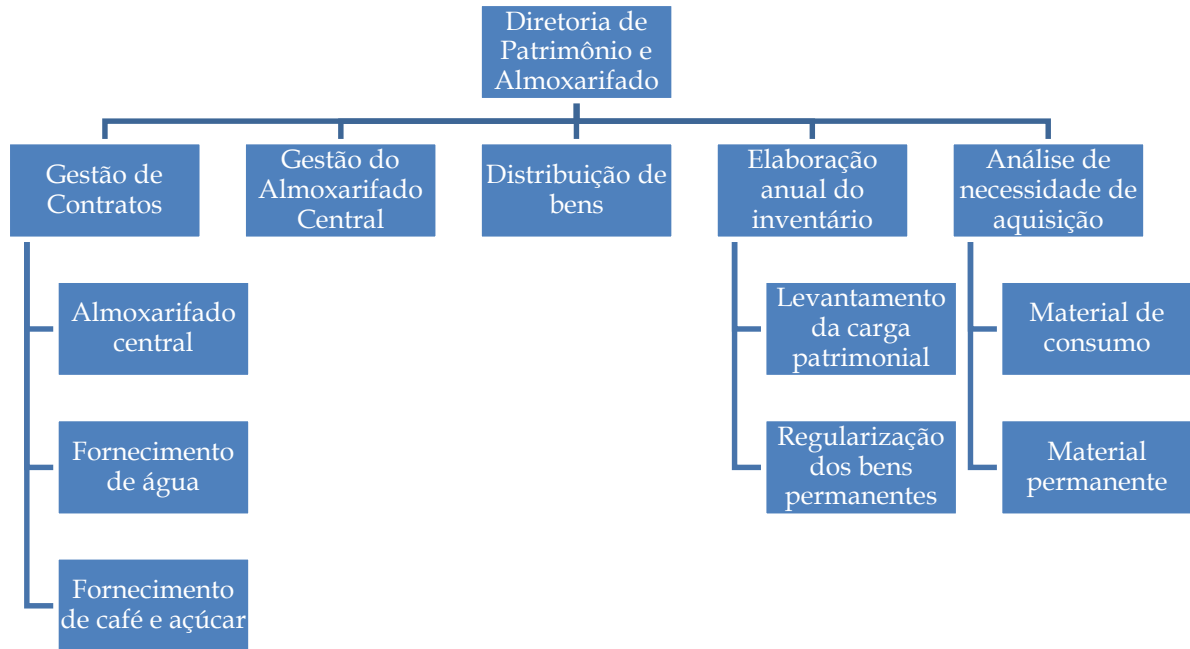 Diretoria de
Patrimônio e
Almoxarifado
Gestão de
Contratos
Almoxarifado
central
Fornecimento
de água
Fornecimento
de café e açúcar
Gestão do
Almoxarifado
Central
Distribuição de
bens
Elaboração
anual do
inventário
Levantamento
da carga
patrimonial
Regularização
dos bens
permanentes
Análise de
necessidade de
aquisição
Material de
consumo
Material
permanente